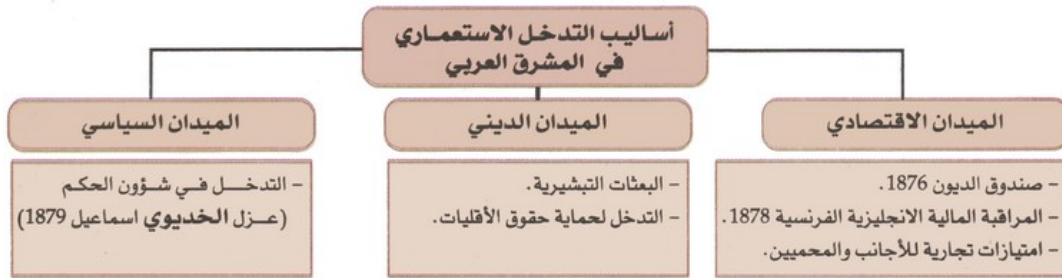 أساليب التدخل الاستعماري
في المشرق العربي
الميدان الاقتصادي
– صندوق الديون 1876.
– المراقبة المالية الانجليزية الفرنسية 1878.
– امتيازات تجارية للأجانب والمحميين.
الميدان الديني
– البعثات التبشيرية.
– التدخل لحماية حقوق الأقليات.
الميدان السياسي
– التدخل في شؤون الحكم
(عزل الخديوي اسماعيل 1879)